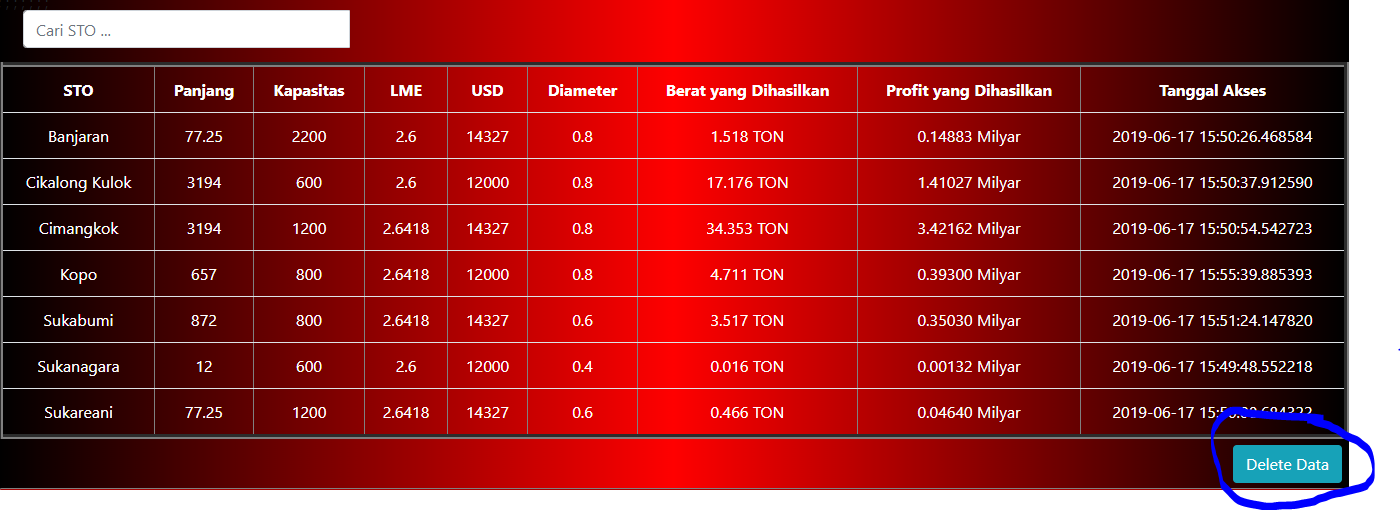 Cari STO ...
STO Panjang Kapasitas LME USD Diameter Berat yang Dihasilkan Profit yang Dihasilkan Tanggal Akses
Banjaran 77.25 2200 2.6 14327 0.8 1.518 TON 0.14883 Milyar 2019-06-17 15:50:26.468584
Cikalong Kulok 3194 600 2.6 12000 0.8 17.176 TON 1.41027 Milyar 2019-06-17 15:50:37.912590
Cimangkok 3194 1200 2.6418 14327 0.8 34.353 TON 3.42162 Milyar 2019-06-17 15:50:54.542723
Kopo 657 800 2.6418 12000 0.8 4.711 TON 0.39300 Milyar 2019-06-17 15:55:39.885393
Sukabumi 872 800 2.6418 14327 0.6 3.517 TON 0.35030 Milyar 2019-06-17 15:51:24.147820
Sukanagara 12 600 2.6 12000 0.4 0.016 TON 0.00132 Milyar 2019-06-17 15:49:48.552218
Sukareani 77.25 1200 2.6418 14327 0.6 0.466 TON 0.04640 Milyar 2019-06-17
Delete Data